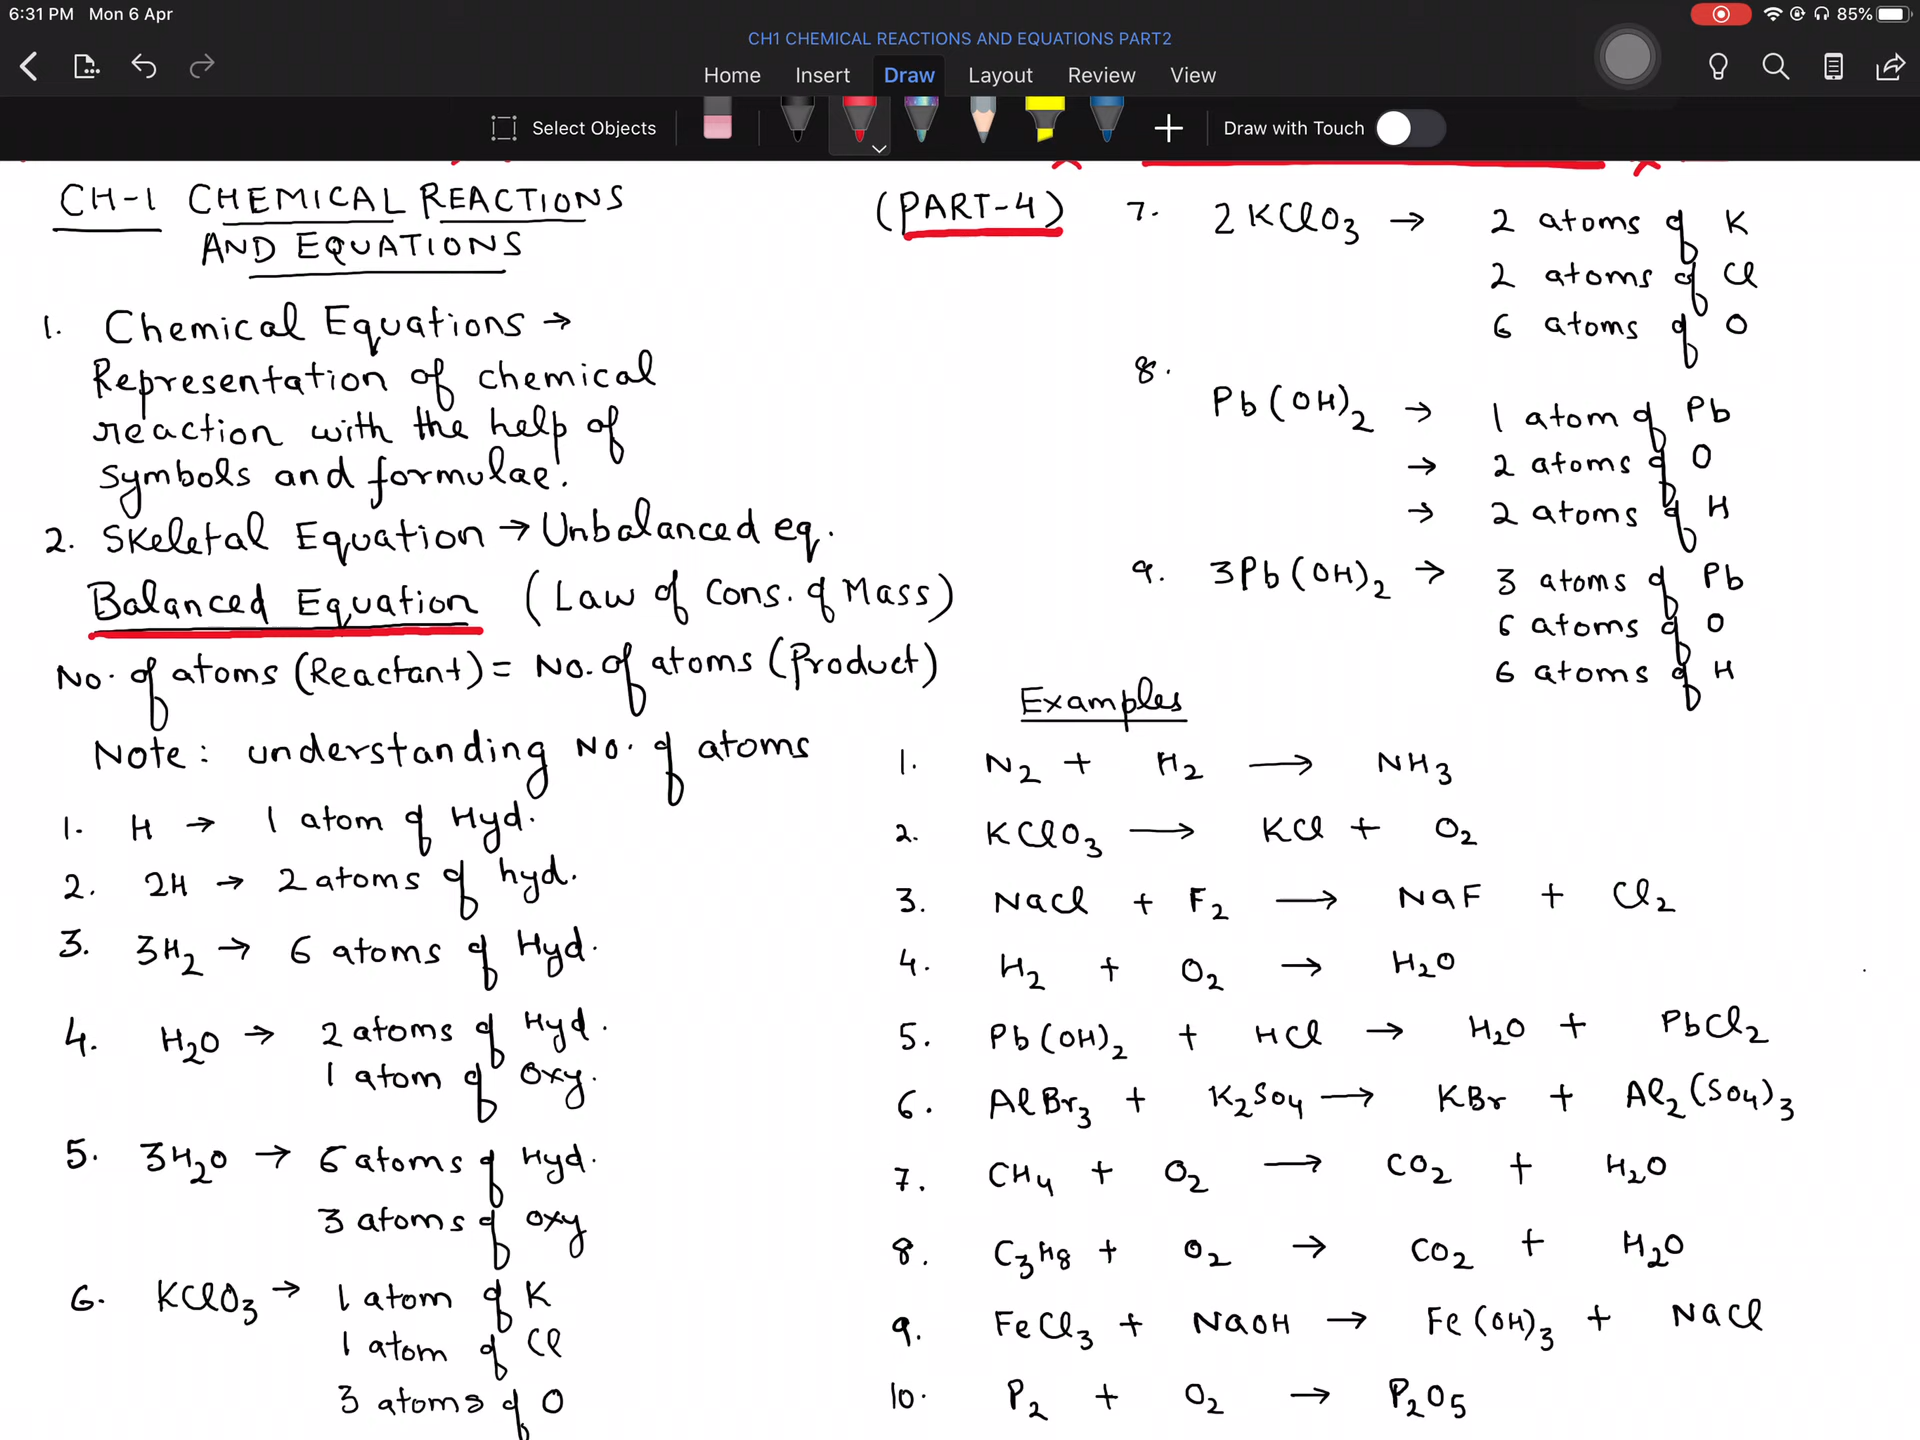 6:31 PM Mon 6 Apr
85%
CH1 CHEMICAL REACTIONS AND EQUATIONS PART2
Home Insert Draw Layout Review View
Select Objects
Draw with Touch
CH-1 CHEMICAL REACTIONS
AND EQUATIONS
(PART-4)
1. Chemical Equations →
Representation of chemical
reaction with the help of
symbols and formulae.
2. Skeletal Equation → Unbalanced eq.
Balanced Equation (Law of Cons. of Mass)
No. of atoms (Reactant) = No. of atoms (Product)
Note: understanding No. of atoms
1. H → 1 atom of Hyd.
2. 2H → 2 atoms of hyd.
3. 3H₂ → 6 atoms of Hyd.
4. H₂O → 2 atoms of Hyd.
1 atom of Oxy.
5. 3H₂O → 6 atoms of Hyd.
3 atoms of oxy
6. KClO₃ → 1 atom of K
1 atom of Cl
3 atoms of O
7. 2KClO₃ → 2 atoms of K
2 atoms of Cl
6 atoms of O
8.
Pb(OH)₂ → 1 atom of Pb
→ 2 atoms of O
→ 2 atoms of H
9. 3Pb(OH)₂ → 3 atoms of Pb
6 atoms of O
6 atoms of H
Examples
1. N₂ + H₂ → NH₃
2. KClO₃ → KCl + O₂
3. NaCl + F₂ → NaF + Cl₂
4. H₂ + O₂ → H₂O
5. Pb(OH)₂ + HCl → H₂O + PbCl₂
6. AlBr₃ + K₂SO₄ → KBr + Al₂(SO₄)₃
7. CH₄ + O₂ → CO₂ + H₂O
8. C₃H₈ + O₂ → CO₂ + H₂O
9. FeCl₃ + NaOH → Fe(OH)₃ + NaCl
10. P₂ + O₂ → P₂O₅